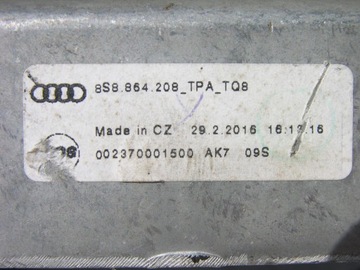 8S8.864.208_TPA_TQ8
Made in CZ 29.2.2016 16:13.16
002370001500 AK7 09S